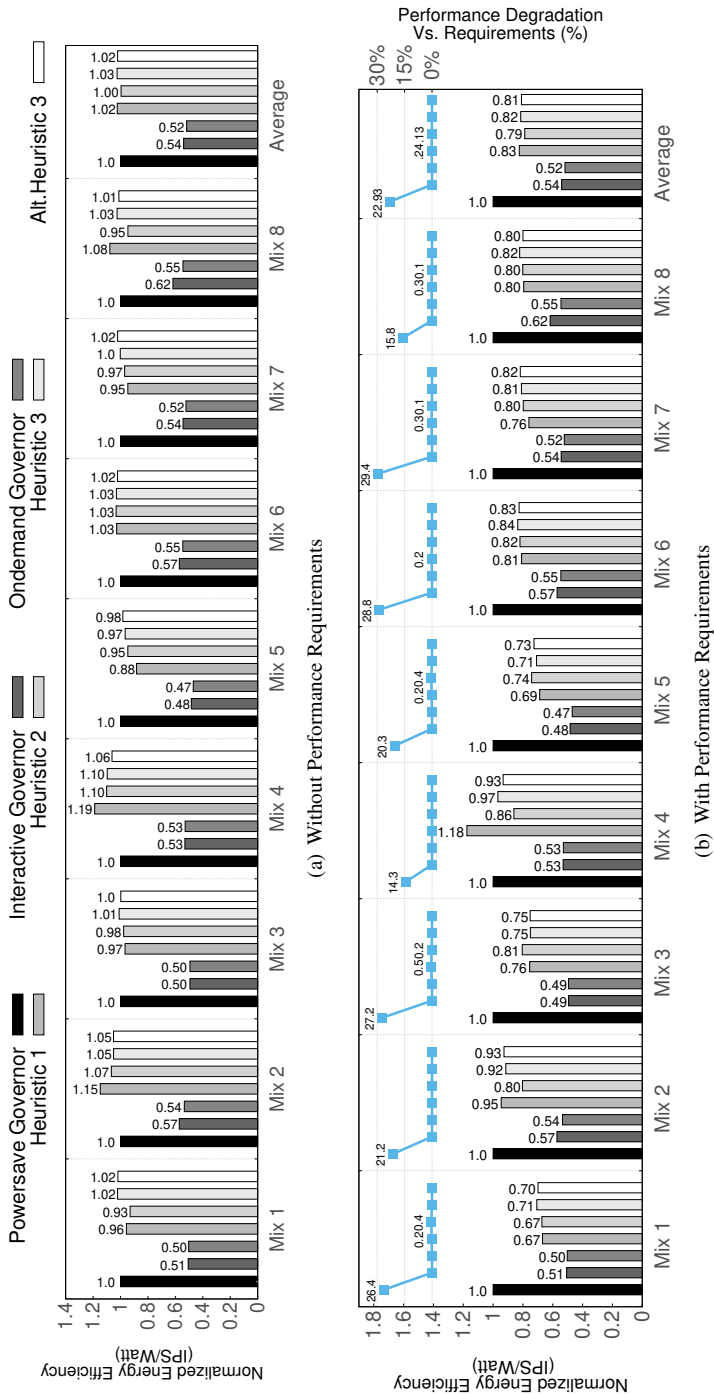 Powersave Governor Interactive Governor Ondemand Governor Alt. Heuristic 3
Heuristic 1 Heuristic 2 Heuristic 3
Normalized Energy Efficiency
(IPS/Watt)
1.4
1.2
1
0.8
0.6
0.4
0.2
0
1.0 0.51 0.50 0.96 0.93 1.02 1.02
1.0 0.57 0.54 1.15 1.07 1.05 1.05
1.0 0.50 0.50 0.97 0.98 1.01 1.0
1.0 0.53 0.53 1.19 1.10 1.10 1.06
1.0 0.48 0.47 0.88 0.95 0.97 0.98
1.0 0.57 0.55 1.03 1.03 1.03 1.02
1.0 0.54 0.52 0.95 0.97 1.0 1.02
1.0 0.62 0.55 1.08 0.95 1.03 1.01
1.0 0.54 0.52 1.02 1.00 1.03 1.02
Mix 1 Mix 2 Mix 3 Mix 4 Mix 5 Mix 6 Mix 7 Mix 8 Average
(a) Without Performance Requirements
Performance Degradation
Vs. Requirements (%)
30%
15%
0%
Normalized Energy Efficiency
(IPS/Watt)
1.8
1.6
1.4
1.2
1
0.8
0.6
0.4
0.2
0
26.4 0.20.4
21.2
27.2 0.50.2
14.3
20.3 0.20.4
28.8 0.2
29.4 0.30.1
15.8 0.30.1
22.93 .24.13
1.0 0.51 0.50 0.67 0.67 0.71 0.70
1.0 0.57 0.54 0.95 0.80 0.92 0.93
1.0 0.49 0.49 0.76 0.81 0.75 0.75
1.0 0.53 0.53 1.18 0.86 0.97 0.93
1.0 0.48 0.47 0.69 0.74 0.71 0.73
1.0 0.57 0.55 0.81 0.82 0.84 0.83
1.0 0.54 0.52 0.76 0.80 0.81 0.82
1.0 0.62 0.55 0.80 0.80 0.82 0.80
1.0 0.54 0.52 0.83 0.79 0.82 0.81
Mix 1 Mix 2 Mix 3 Mix 4 Mix 5 Mix 6 Mix 7 Mix 8 Average
(b) With Performance Requirements